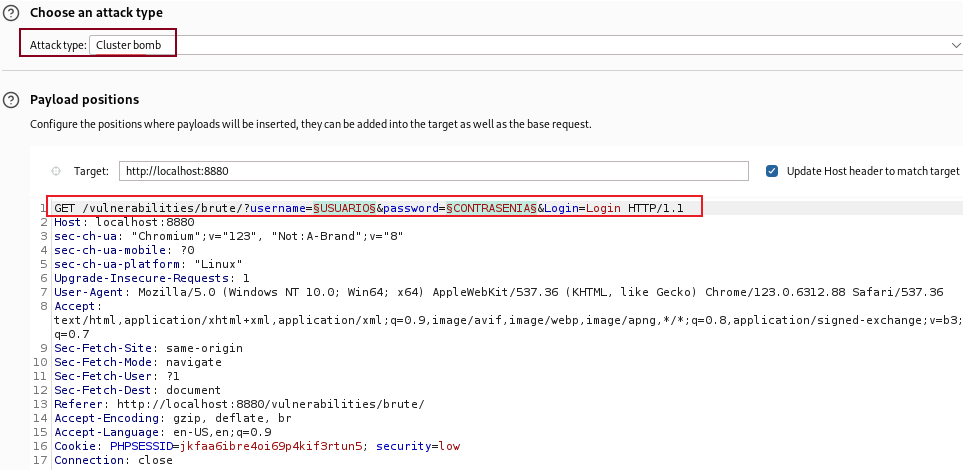 Choose an attack type
Attack type: Cluster bomb
Payload positions
Configure the positions where payloads will be inserted, they can be added into the target as well as the base request.
Target: http://localhost:8880 Update Host header to match target
1 GET /vulnerabilities/brute/?username=§USUARIO§&password=§CONTRASENIA§&Login=Login HTTP/1.1
2 Host: localhost:8880
3 sec-ch-ua: "Chromium";v="123", "Not:A-Brand";v="8"
4 sec-ch-ua-mobile: ?0
5 sec-ch-ua-platform: "Linux"
6 Upgrade-Insecure-Requests: 1
7 User-Agent: Mozilla/5.0 (Windows NT 10.0; Win64; x64) AppleWebKit/537.36 (KHTML, like Gecko) Chrome/123.0.6312.88 Safari/537.36
8 Accept:
text/html,application/xhtml+xml,application/xml;q=0.9,image/avif,image/webp,image/apng,*/*;q=0.8,application/signed-exchange;v=b3;
q=0.7
9 Sec-Fetch-Site: same-origin
10 Sec-Fetch-Mode: navigate
11 Sec-Fetch-User: ?1
12 Sec-Fetch-Dest: document
13 Referer: http://localhost:8880/vulnerabilities/brute/
14 Accept-Encoding: gzip, deflate, br
15 Accept-Language: en-US,en;q=0.9
16 Cookie: PHPSESSID=jkfaa6ibre4oi69p4kif3rtun5; security=low
17 Connection: close